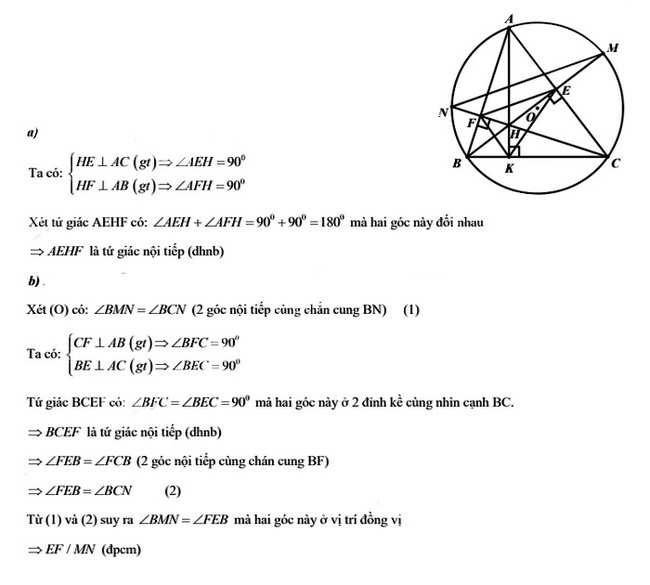 A
M
E
N
F
O
H
B
K
C
a)
Ta có: { HE ⊥ AC (gt) ⇒ ∠AEH = 90⁰
HF ⊥ AB (gt) ⇒ ∠AFH = 90⁰
Xét tứ giác AEHF có: ∠AEH + ∠AFH = 90⁰ + 90⁰ = 180⁰ mà hai góc này đối nhau
⇒ AEHF là tứ giác nội tiếp (dhnb)
b) .
Xét (O) có: ∠BMN = ∠BCN (2 góc nội tiếp cùng chắn cung BN) (1)
Ta có: { CF ⊥ AB (gt) ⇒ ∠BFC = 90⁰
BE ⊥ AC (gt) ⇒ ∠BEC = 90⁰
Tứ giác BCEF có: ∠BFC = ∠BEC = 90⁰ mà hai góc này ở 2 đỉnh kề cùng nhìn cạnh BC.
⇒ BCEF là tứ giác nội tiếp (dhnb)
⇒ ∠FEB = ∠FCB (2 góc nội tiếp cùng chắn cung BF)
⇒ ∠FEB = ∠BCN (2)
Từ (1) và (2) suy ra ∠BMN = ∠FEB mà hai góc này ở vị trí đồng vị
⇒ EF / MN (đpcm)